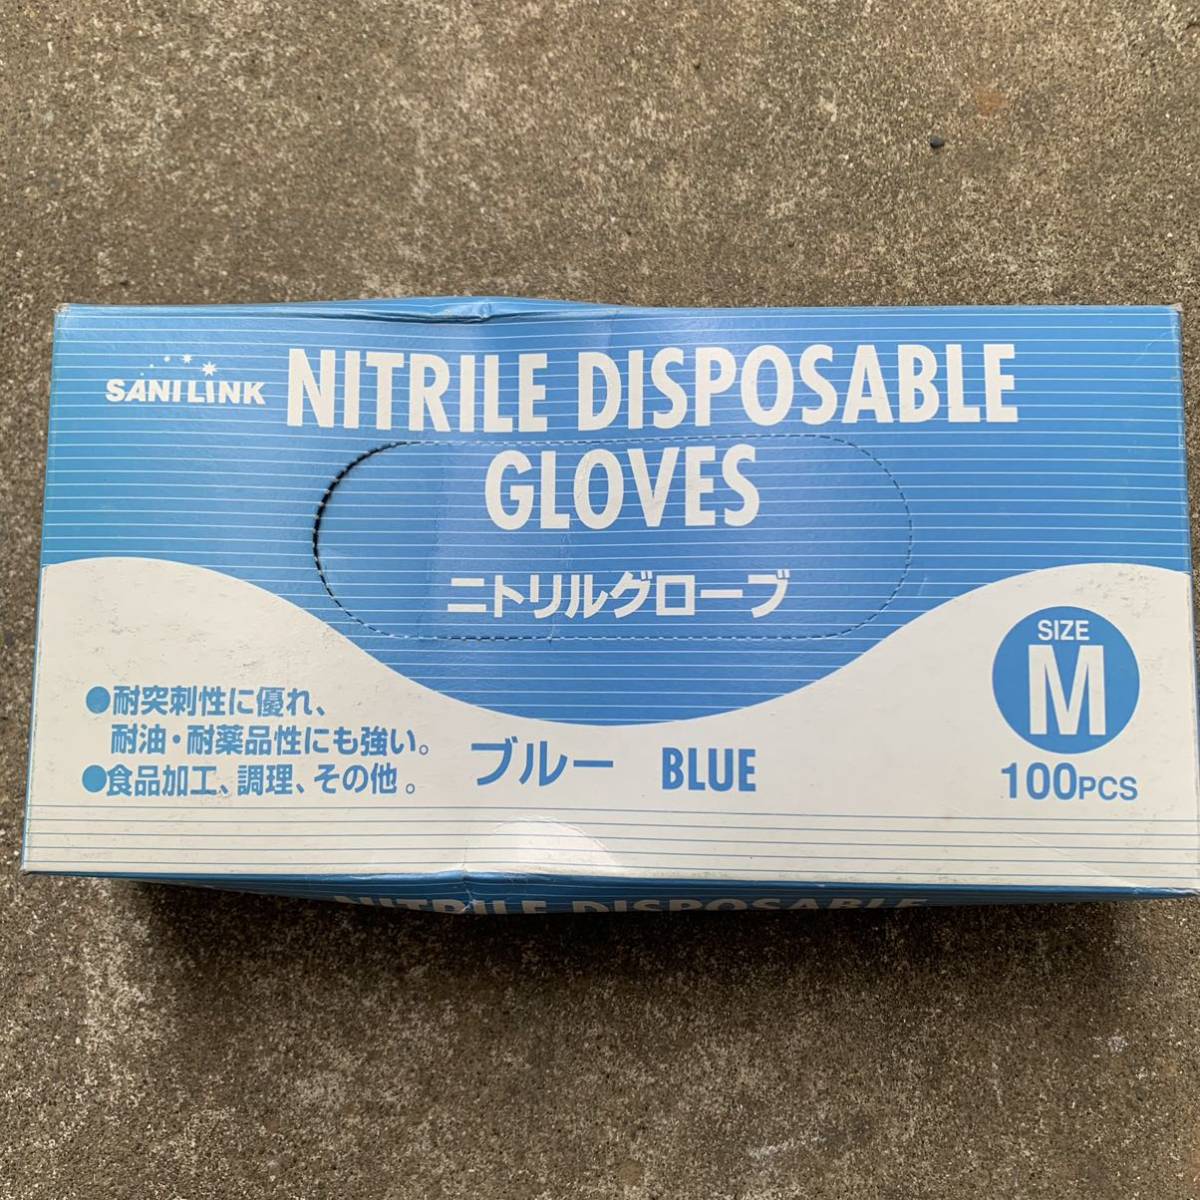 SANILINK
NITRILE DISPOSABLE
GLOVES
ニトリルグローブ
●耐突刺性に優れ、
耐油・耐薬品性にも強い。
●食品加工、調理、その他。
ブルー BLUE
SIZE
M
100PCS
NITRILE DISPOSABLE